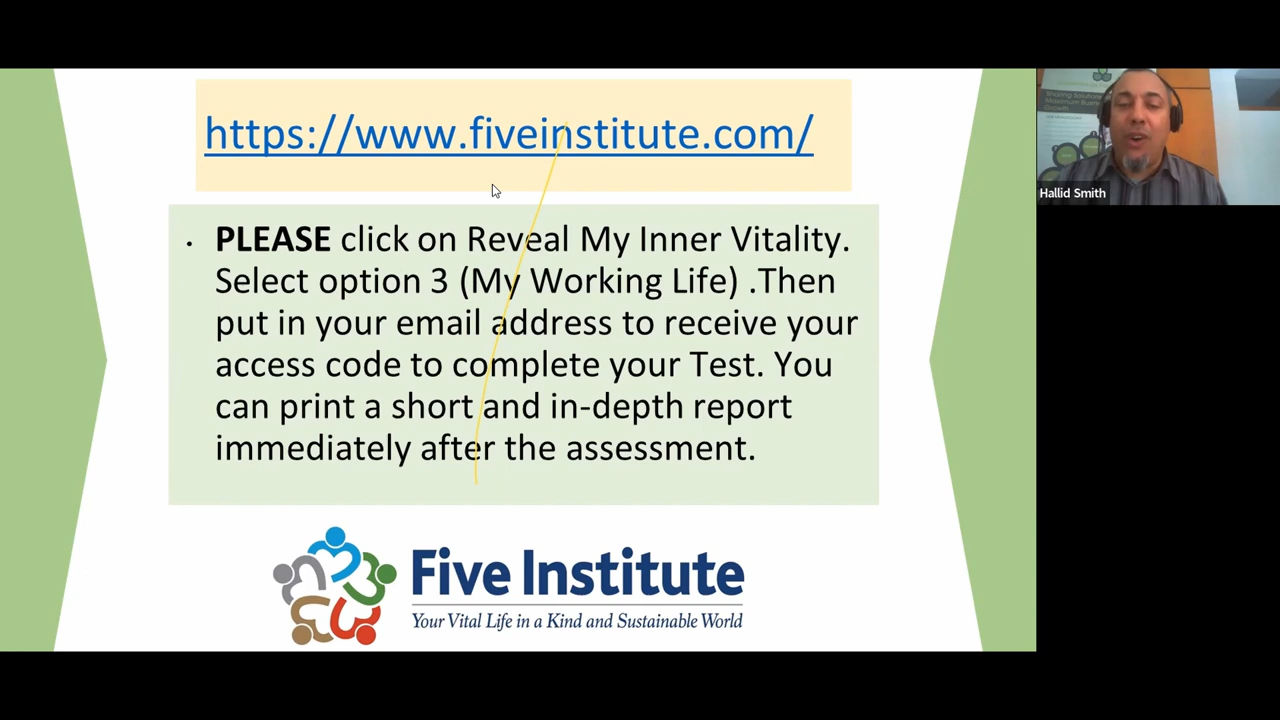 https://www.fiveinstitute.com/
• PLEASE click on Reveal My Inner Vitality.
Select option 3 (My Working Life) .Then
put in your email address to receive your
access code to complete your Test. You
can print a short and in-depth report
immediately after the assessment.
Five Institute
Your Vital Life in a Kind and Sustainable World
Sharing Solutions
Hallid Smith